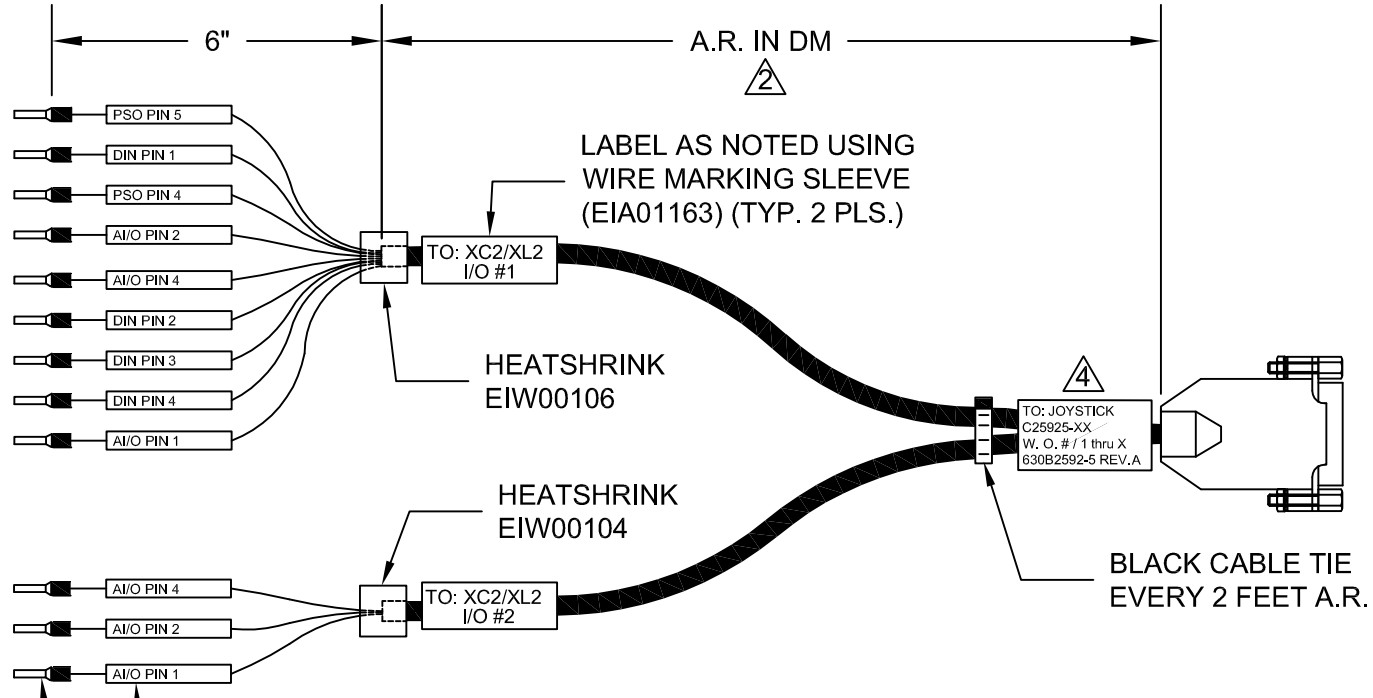 6"
A.R. IN DM
2
PSO PIN 5
DIN PIN 1
PSO PIN 4
AI/O PIN 2
AI/O PIN 4
DIN PIN 2
DIN PIN 3
DIN PIN 4
AI/O PIN 1
LABEL AS NOTED USING
WIRE MARKING SLEEVE
(EIA01163) (TYP. 2 PLS.)
TO: XC2/XL2
I/O #1
HEATSHRINK
EIW00106
4
TO: JOYSTICK
C25925-XX
W. O. # / 1 thru X
630B2592-5 REV.A
HEATSHRINK
EIW00104
BLACK CABLE TIE
EVERY 2 FEET A.R.
AI/O PIN 4
AI/O PIN 2
AI/O PIN 1
TO: XC2/XL2
I/O #2